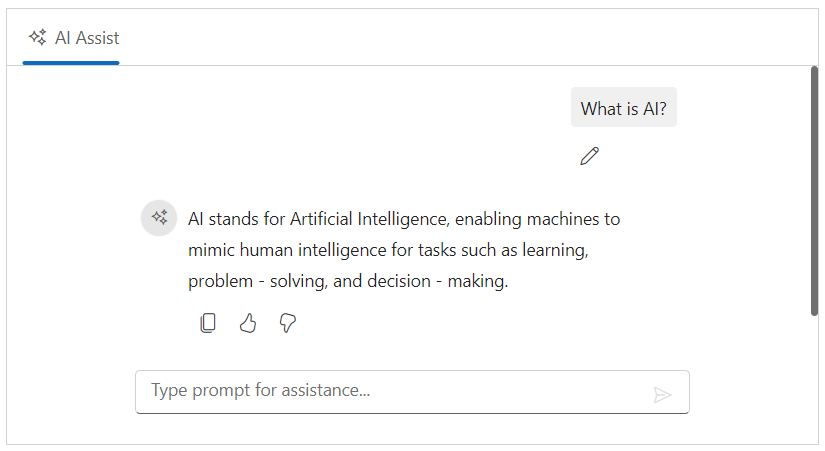 AI Assist
What is AI?
AI stands for Artificial Intelligence, enabling machines to
mimic human intelligence for tasks such as learning,
problem - solving, and decision - making.
Type prompt for assistance...